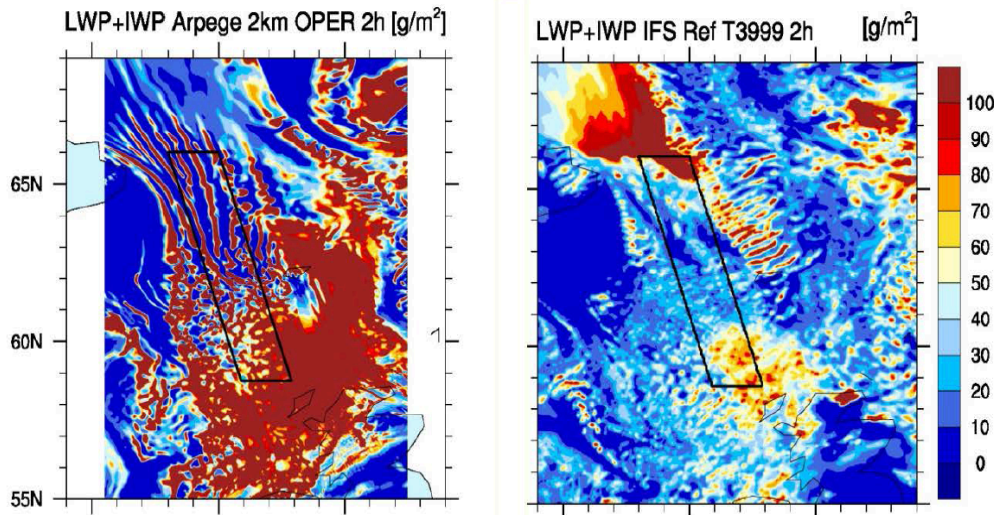 LWP+IWP Arpege 2km OPER 2h [g/m²]
LWP+IWP IFS Ref T3999 2h [g/m²]
65N
60N
55N
100
90
80
70
60
50
40
30
20
10
0